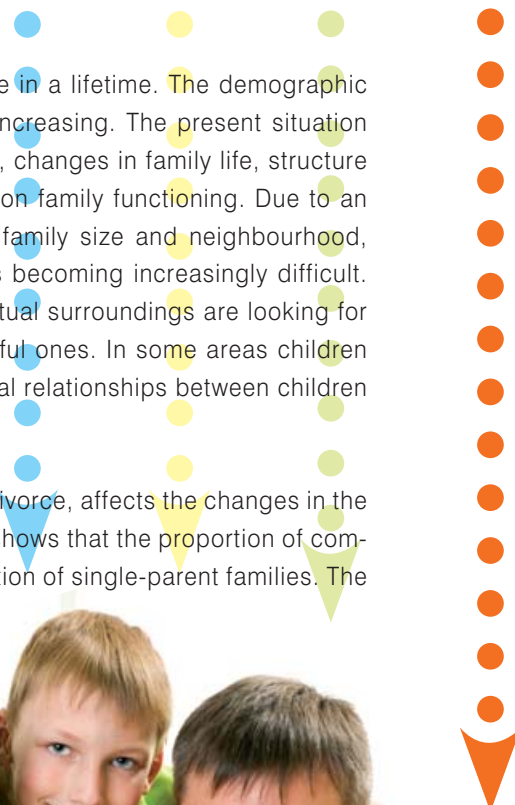 e in a lifetime. The demographic
ncreasing. The present situation
, changes in family life, structure
on family functioning. Due to an
family size and neighbourhood,
s becoming increasingly difficult.
tual surroundings are looking for
ful ones. In some areas children
al relationships between children
ivorce, affects the changes in the
hows that the proportion of com-
tion of single-parent families. The